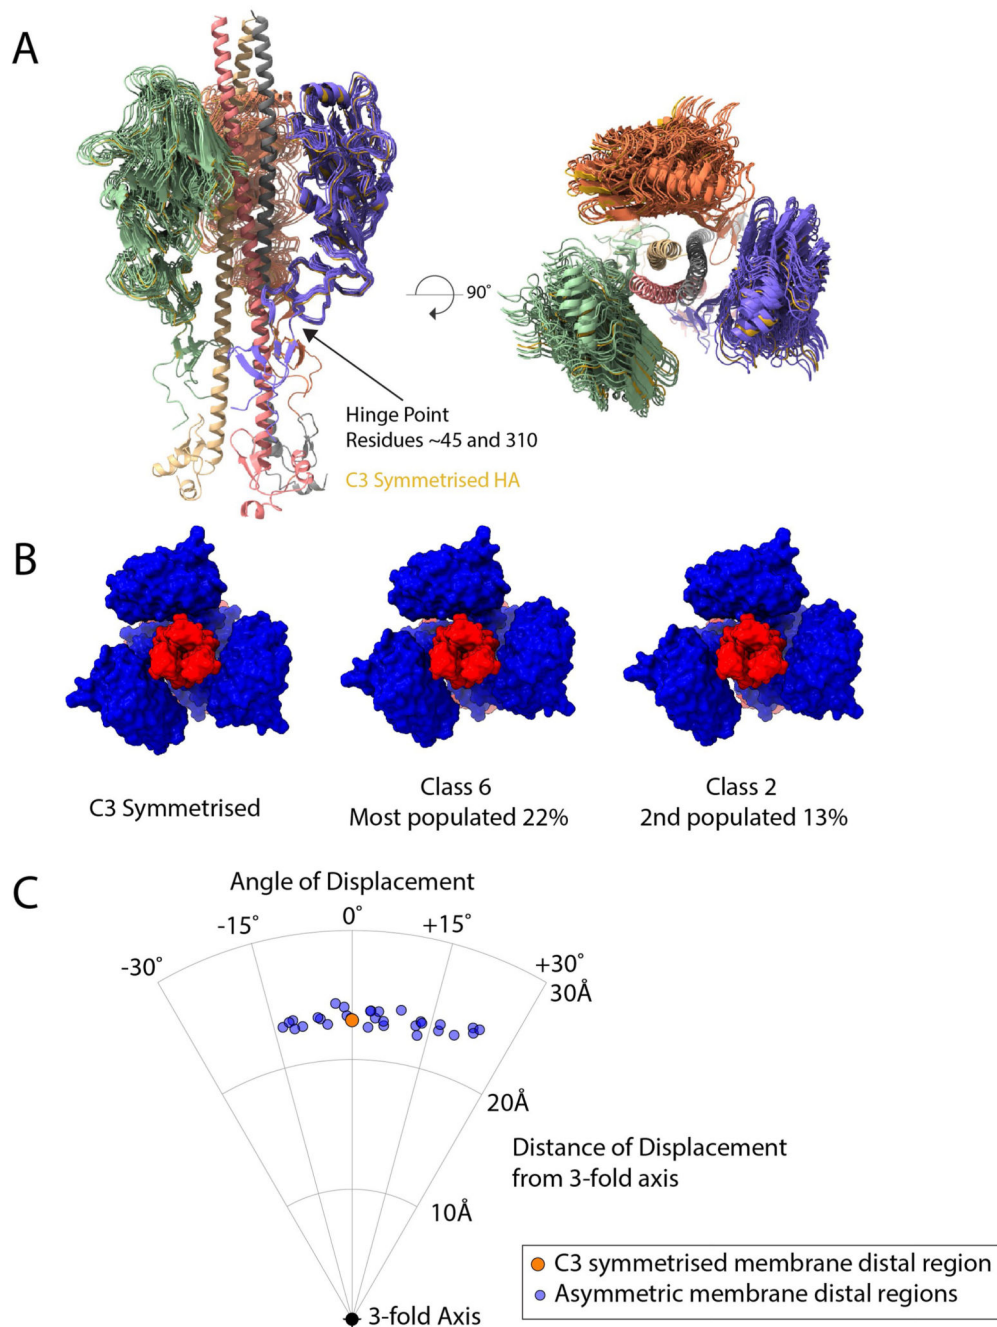 A
90°
Hinge Point
Residues ~45 and 310
C3 Symmetrised HA
B
C3 Symmetrised
Class 6
Most populated 22%
Class 2
2nd populated 13%
C
Angle of Displacement
-30°
-15°
0°
+15°
+30°
30Å
20Å
Distance of Displacement
from 3-fold axis
10Å
3-fold Axis
C3 symmetrised membrane distal region
Asymmetric membrane distal regions